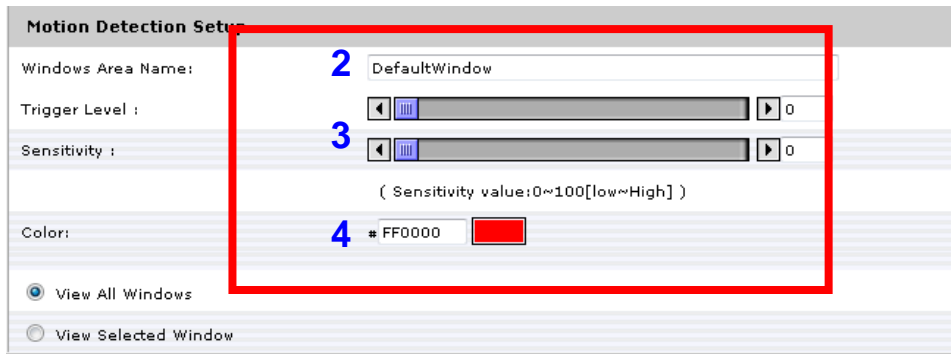 Motion Detection Setup
Windows Area Name: 2 DefaultWindow
Trigger Level : 0
3
Sensitivity : 0
( Sensitivity value:0~100[low~High] )
Color: 4 # FF0000
View All Windows
View Selected Window